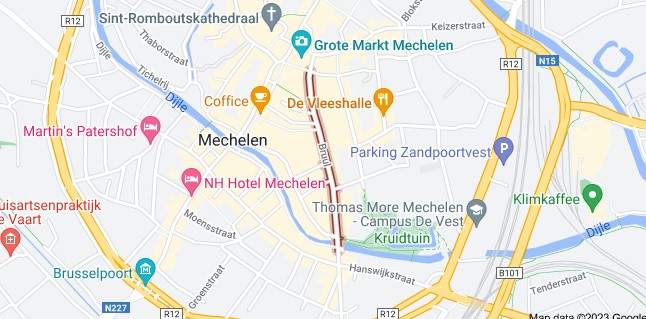 R12
Sint-Romboutskathedraal
Keizerstraat
Thaborstraat
Grote Markt Mechelen
R12
N15
Tichelrij
Dijle
Coffice
De Vleeshalle
Martin's Patershof
Mechelen
Bruul
Parking Zandpoortvest
NH Hotel Mechelen
uisartsenpraktijk
e Vaart
Moensstraat
Thomas More Mechelen
- Campus De Vest
Kruidtuin
Klimkaffee
Dijle
Brusselpoort
Groenstraat
Hanswijkstraat
B101
Tenderstraat
N227
R12
R12
Map data ©2023 Google